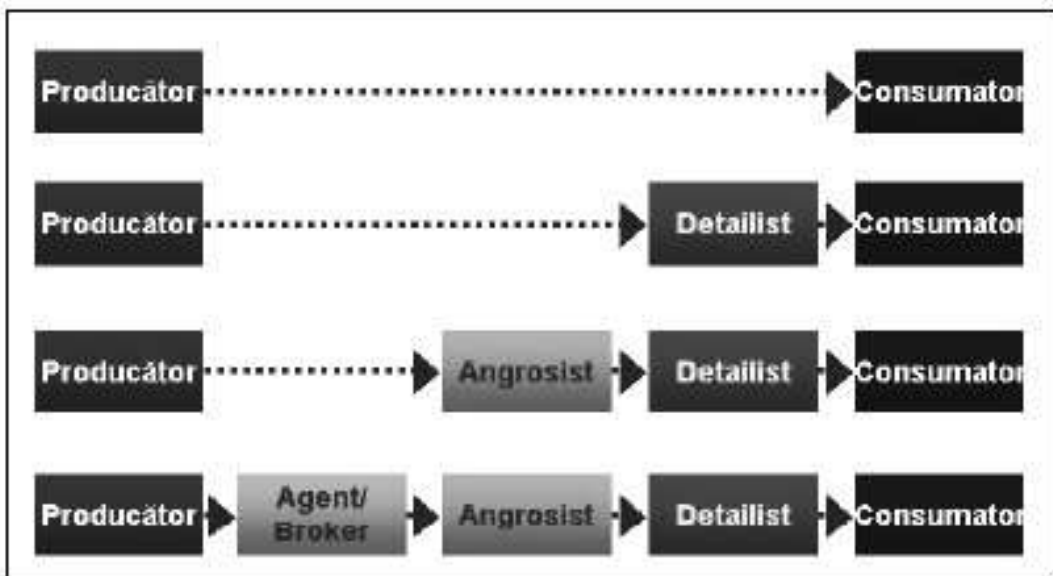 Producător Consumator
Producător Detailist Consumator
Producător Angrosist Detailist Consumator
Producător Agent/
Broker Angrosist Detailist Consumator